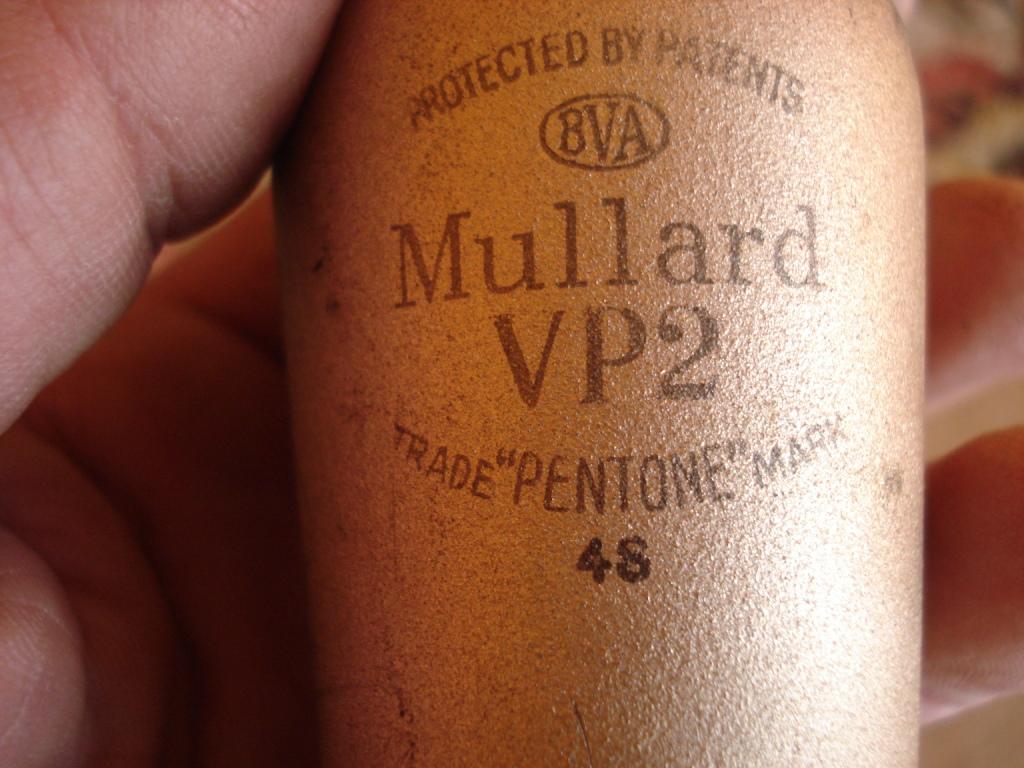 PROTECTED BY PATENTS
BVA
Mullard
VP2
TRADE "PENTONE" MARK
4S